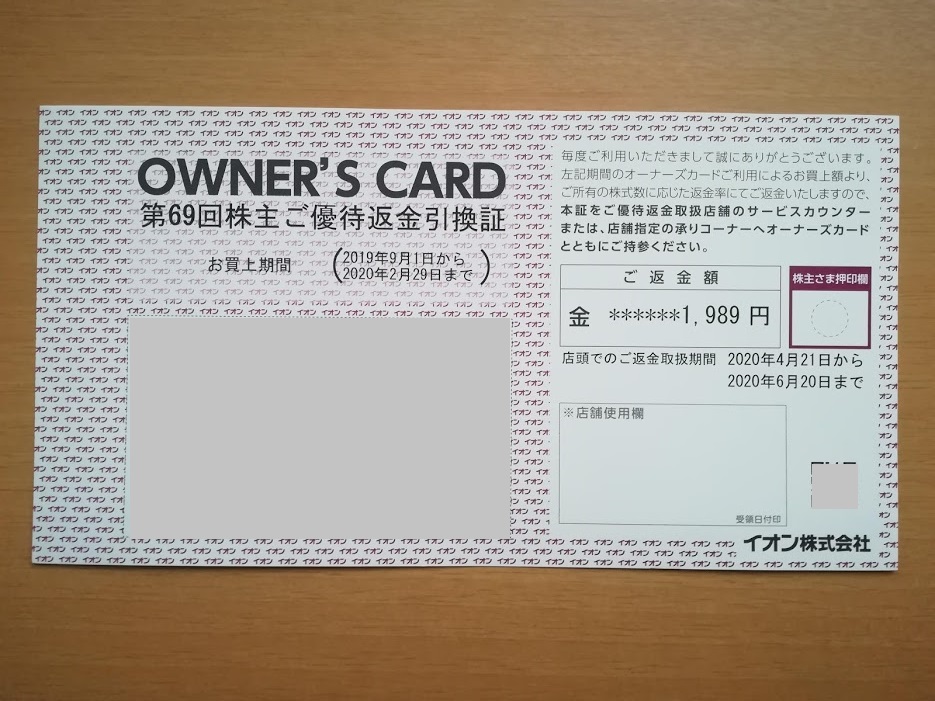 OWNER'S CARD
第69回株主ご優待返金引換証
お買上期間
(2019年9月1日から
2020年2月29日まで)
毎度ご利用いただきまして誠にありがとうございます。
左記期間のオーナーズカードご利用によるお買上額より、
ご所有の株式数に応じた返金率にてご返金いたしますので、
本証をご優待返金取扱店舗のサービスカウンター
または、店舗指定の承りコーナーへオーナーズカード
とともにご持参ください。
ご返金額
金 ******1,989 円
株主さま押印欄
店頭でのご返金取扱期間 2020年4月21日から
2020年6月20日まで
※店舗使用欄
受領日付印
イオン株式会社